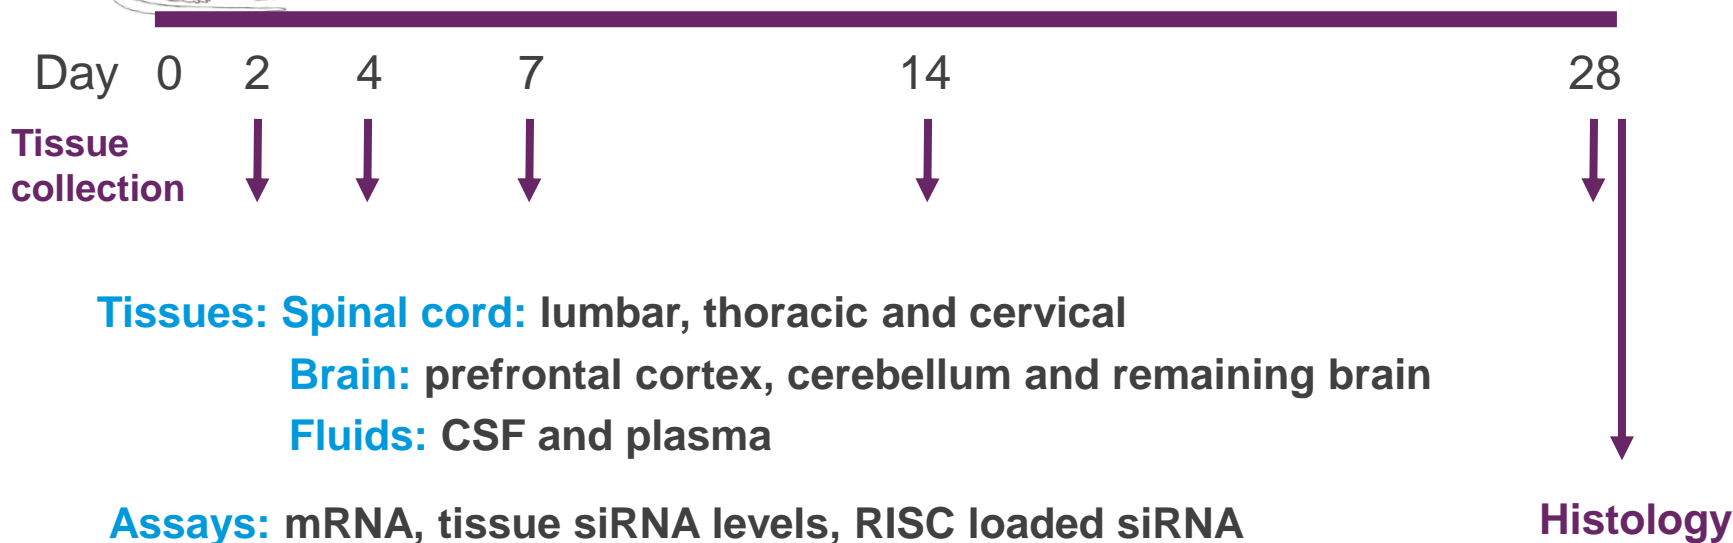 Day 0 2 4 7 14 28
Tissue
collection
Tissues: Spinal cord: lumbar, thoracic and cervical
Brain: prefrontal cortex, cerebellum and remaining brain
Fluids: CSF and plasma
Assays: mRNA, tissue siRNA levels, RISC loaded siRNA
Histology